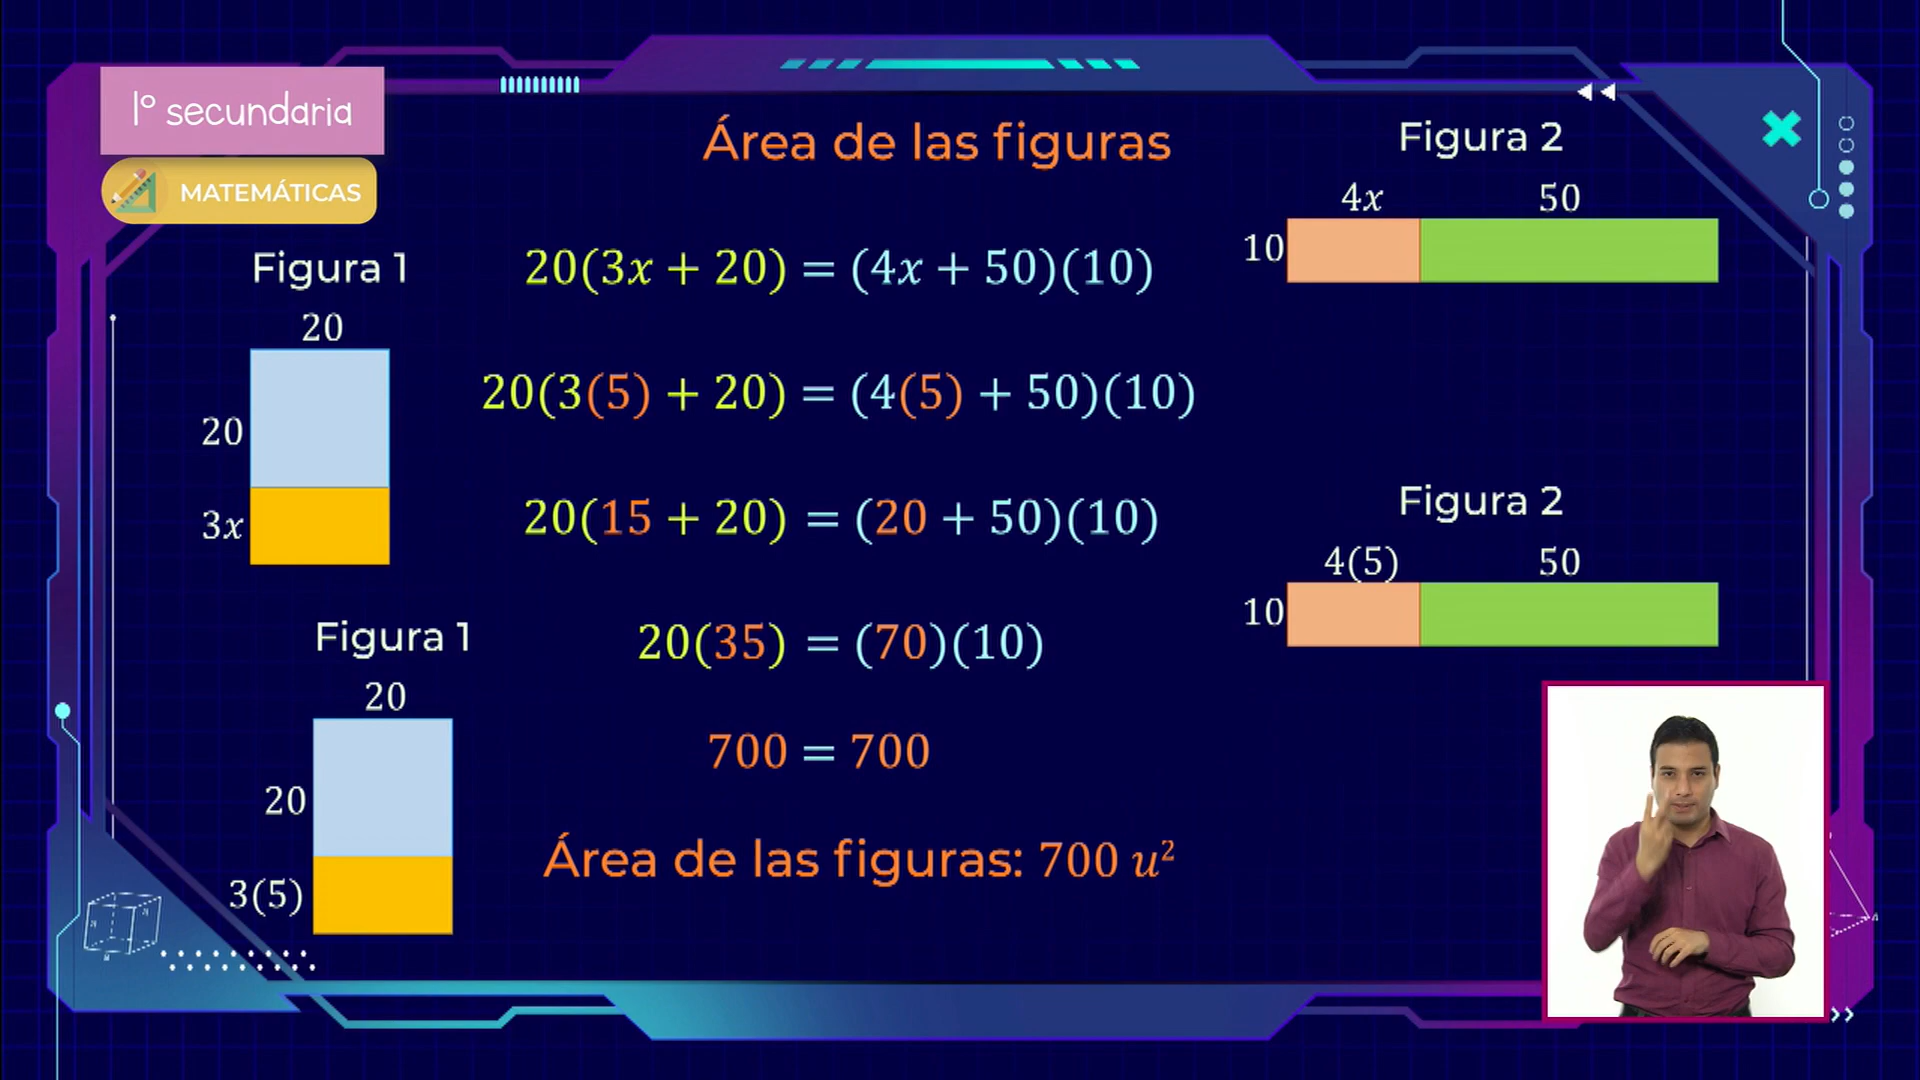 1° secundaria
MATEMÁTICAS
Área de las figuras
Figura 1
20
20
3x
Figura 1
20
20
3(5)
20(3x + 20) = (4x + 50)(10)
20(3(5) + 20) = (4(5) + 50)(10)
20(15 + 20) = (20 + 50)(10)
20(35) = (70)(10)
700 = 700
Área de las figuras: 700 u²
Figura 2
4x 50
10
Figura 2
4(5) 50
10